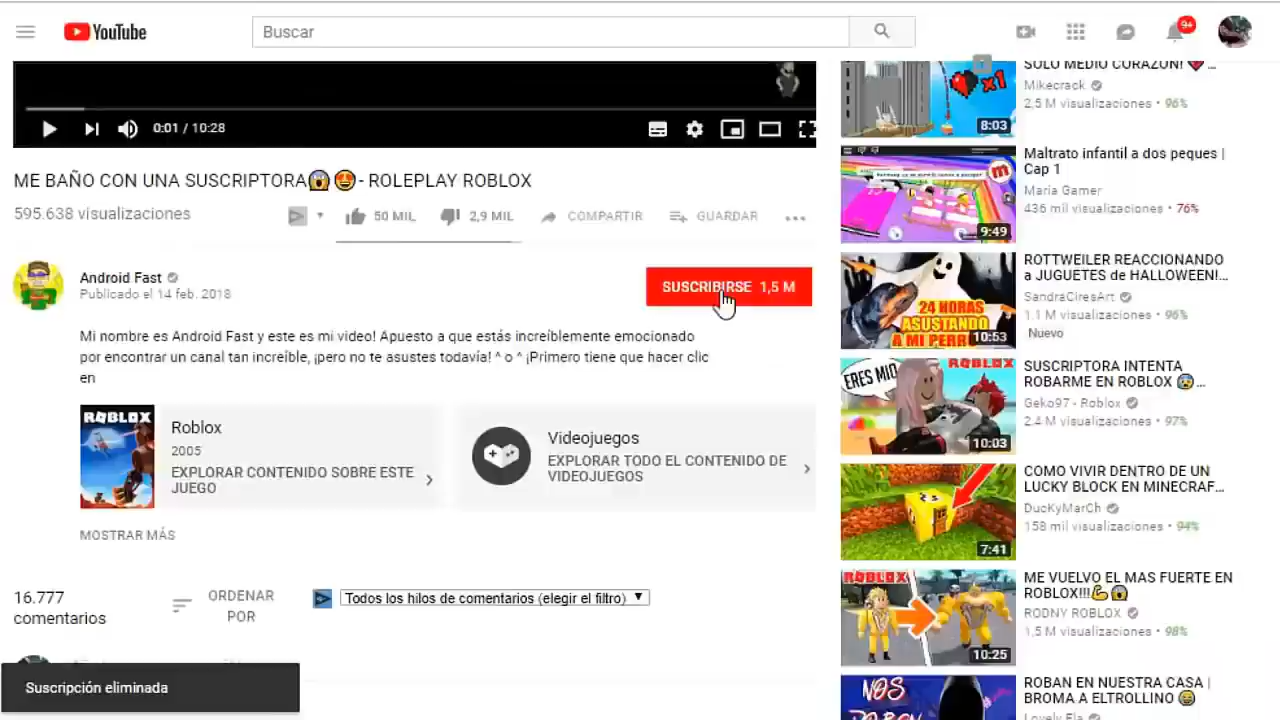 YouTube
Buscar
9+
0:01 / 10:28
ME BAÑO CON UNA SUSCRIPTORA😱🤩- ROLEPLAY ROBLOX
595.638 visualizaciones
50 MIL
2,9 MIL
COMPARTIR
GUARDAR
Android Fast
Publicado el 14 feb. 2018
SUSCRIBIRSE 1,5 M
Mi nombre es Android Fast y este es mi video! Apuesto a que estás increíblemente emocionado
por encontrar un canal tan increíble, ¡pero no te asustes todavía! ^ o ^ ¡Primero tiene que hacer clic
en
ROBLOX
Roblox
2005
EXPLORAR CONTENIDO SOBRE ESTE
JUEGO
Videojuegos
EXPLORAR TODO EL CONTENIDO DE
VIDEOJUEGOS
MOSTRAR MÁS
16.777
comentarios
ORDENAR
POR
Todos los hilos de comentarios (elegir el filtro)
Suscripción eliminada
x1
8:03
SOLO MEDIO CORAZON! 💔 ...
Mikecrack
2,5 M visualizaciones • 96%
9:49
Maltrato infantil a dos peques |
Cap 1
Maria Gamer
436 mil visualizaciones • 76%
24 HORAS
ASUSTANDO
A MI PERR
10:53
ROTTWEILER REACCIONANDO
a JUGUETES de HALLOWEEN!...
SandraCiresArt
1,1 M visualizaciones • 96%
Nuevo
ERES MIO
ROBLOX
10:03
SUSCRIPTORA INTENTA
ROBARME EN ROBLOX 😰...
Geko97 - Roblox
2,4 M visualizaciones • 97%
7:41
COMO VIVIR DENTRO DE UN
LUCKY BLOCK EN MINECRAF...
DucKyMarCh
158 mil visualizaciones • 94%
ROBLOX
10:25
ME VUELVO EL MAS FUERTE EN
ROBLOX!!!💪😱
RODNY ROBLOX
1,5 M visualizaciones • 98%
NOS
ROBAN EN NUESTRA CASA |
BROMA A ELTROLLINO 😂
Lovely Ela